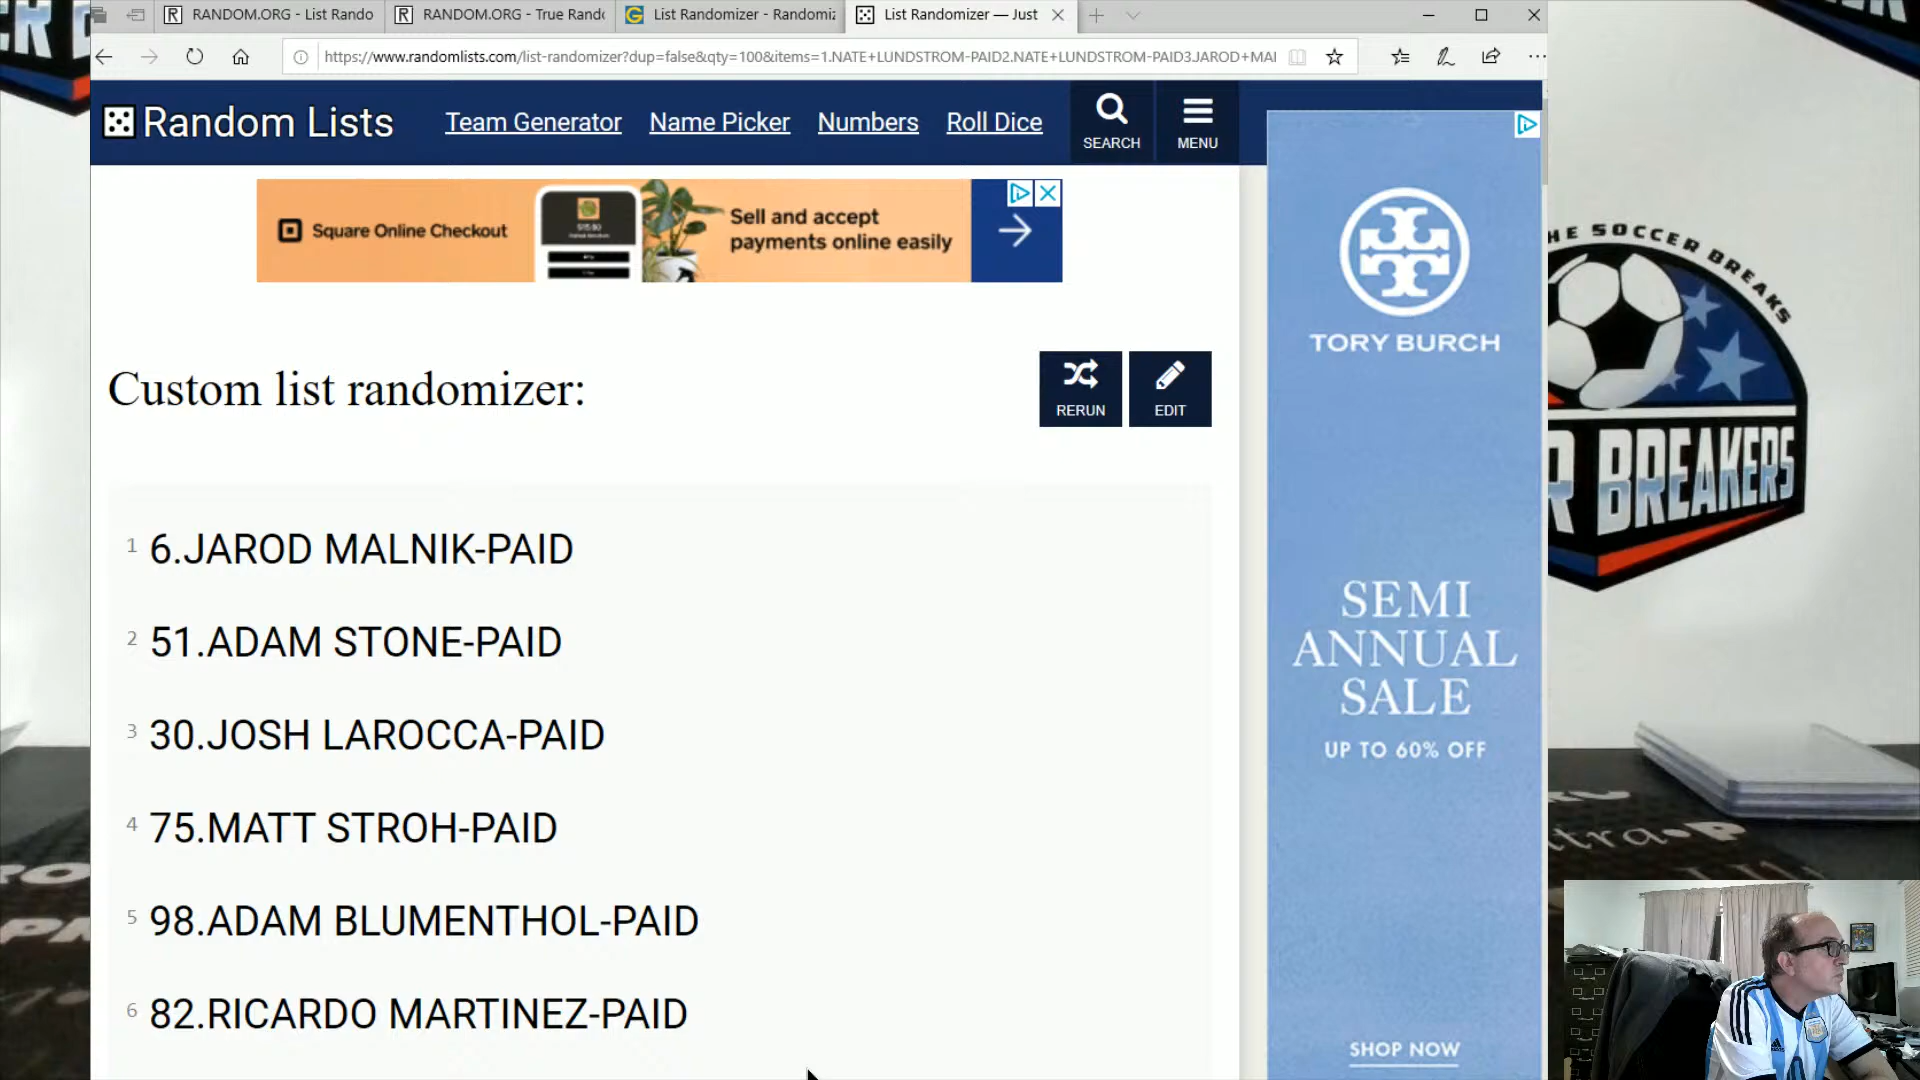 RANDOM.ORG - List Rando
RANDOM.ORG - True Rando
List Randomizer - Randomiz
List Randomizer — Just
https://www.randomlists.com/list-randomizer?dup=false&qty=100&items=1.NATE+LUNDSTROM-PAID2.NATE+LUNDSTROM-PAID3.JAROD+MAI
Random Lists
Team Generator
Name Picker
Numbers
Roll Dice
SEARCH
MENU
Square Online Checkout
Sell and accept
payments online easily
Custom list randomizer:
RERUN
EDIT
1 6.JAROD MALNIK-PAID
2 51.ADAM STONE-PAID
3 30.JOSH LAROCCA-PAID
4 75.MATT STROH-PAID
5 98.ADAM BLUMENTHOL-PAID
6 82.RICARDO MARTINEZ-PAID
TORY BURCH
SEMI
ANNUAL
SALE
UP TO 60% OFF
SHOP NOW
HE SOCCER BREAKS
R BREAKERS